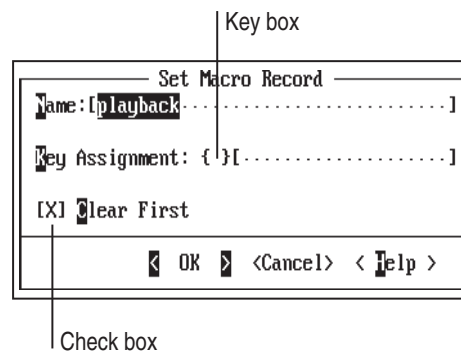 Key box
Set Macro Record
Name:[playback·························]
Key Assignment: { }[···················]
[X] Clear First
< OK > <Cancel> < Help >
Check box